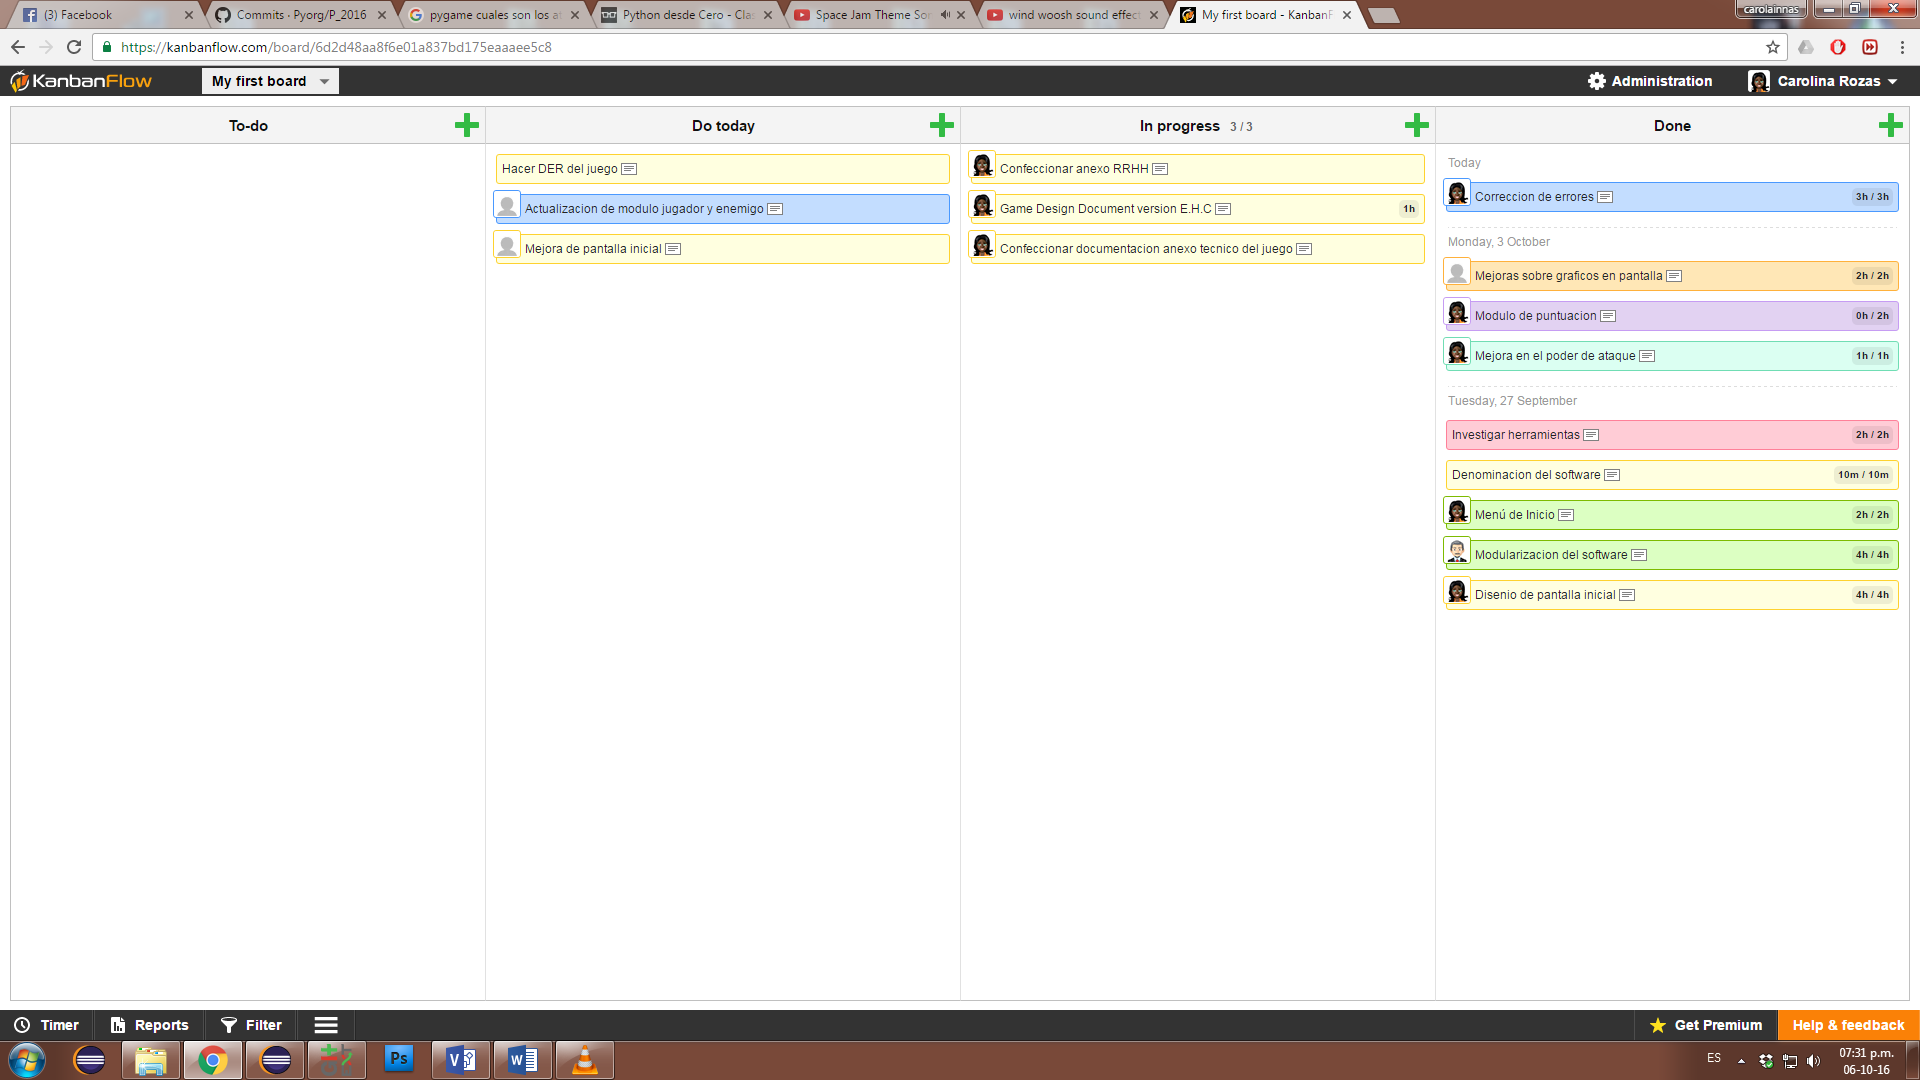 (3) Facebook
Commits · Pyorg/P_2016
pygame cuales son los at
Python desde Cero - Cla
Space Jam Theme Son
wind woosh sound effect
My first board - KanbanF
carolainnas
https://kanbanflow.com/board/6d2d48aa8f6e01a837bd175eaaaee5c8
KanbanFlow
My first board
Administration
Carolina Rozas
To-do
Do today
In progress 3 / 3
Done
Hacer DER del juego
Actualizacion de modulo jugador y enemigo
Mejora de pantalla inicial
Confeccionar anexo RRHH
Game Design Document version E.H.C 1h
Confeccionar documentacion anexo tecnico del juego
Today
Correccion de errores 3h / 3h
Monday, 3 October
Mejoras sobre graficos en pantalla 2h / 2h
Modulo de puntuacion 0h / 2h
Mejora en el poder de ataque 1h / 1h
Tuesday, 27 September
Investigar herramientas 2h / 2h
Denominacion del software 10m / 10m
Menú de Inicio 2h / 2h
Modularizacion del software 4h / 4h
Disenio de pantalla inicial 4h / 4h
Timer
Reports
Filter
Get Premium
Help & feedback
Ps
ES
07:31 p.m.
06-10-16